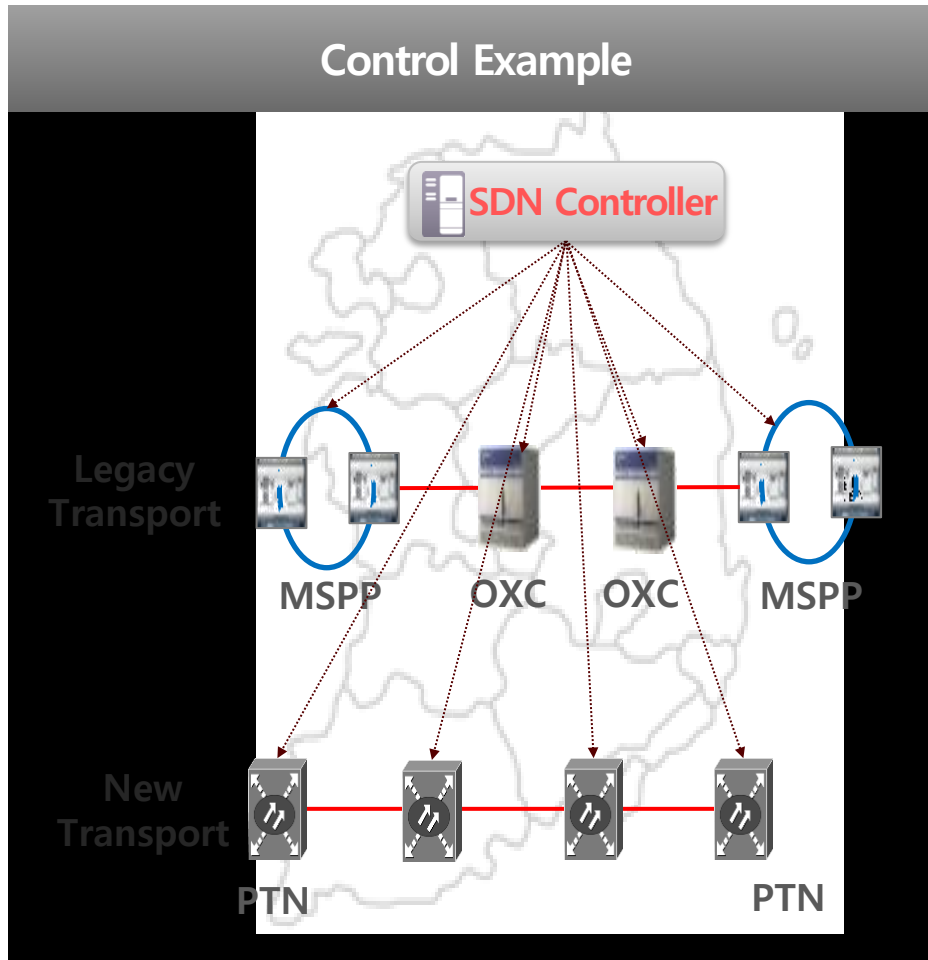 Control Example
SDN Controller
Legacy
Transport
MSPP
OXC
OXC
MSPP
New
Transport
PTN
PTN